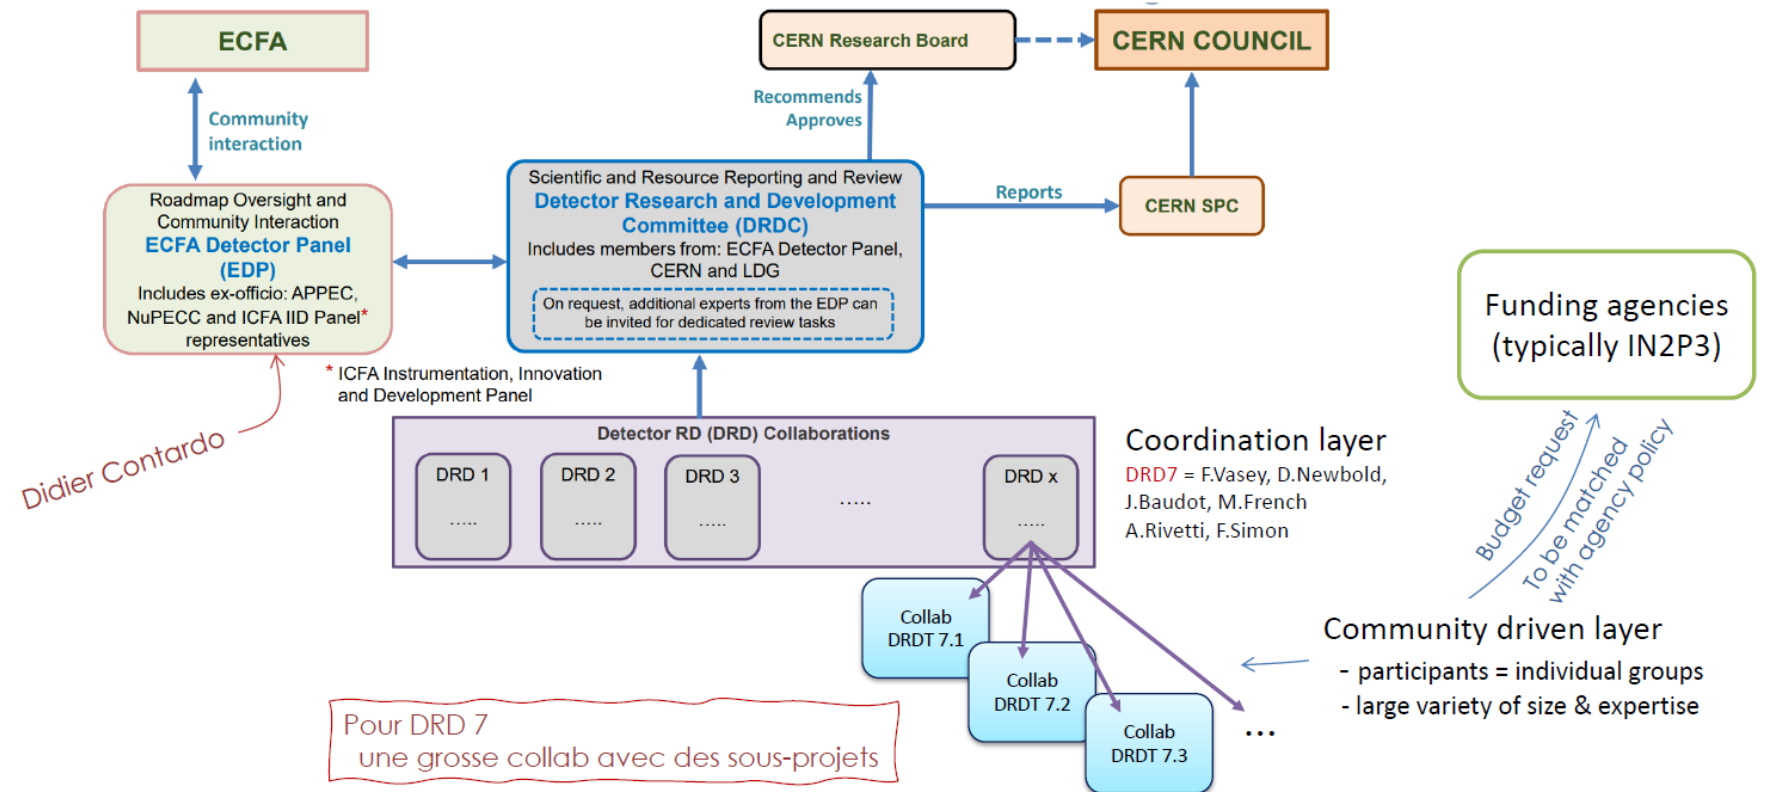 ECFA
CERN Research Board
CERN COUNCIL
Community
interaction
Recommends
Approves
Roadmap Oversight and
Community Interaction
ECFA Detector Panel
(EDP)
Includes ex-officio: APPEC,
NuPECC and ICFA IID Panel*
representatives
Scientific and Resource Reporting and Review
Detector Research and Development
Committee (DRDC)
Includes members from: ECFA Detector Panel,
CERN and LDG
On request, additional experts from the EDP can
be invited for dedicated review tasks
Reports
CERN SPC
Funding agencies
(typically IN2P3)
* ICFA Instrumentation, Innovation
and Development Panel
Didier Contardo
Detector RD (DRD) Collaborations
DRD 1
.....
DRD 2
.....
DRD 3
.....
.....
DRD x
.....
Coordination layer
DRD7 = F.Vasey, D.Newbold,
J.Baudot, M.French
A.Rivetti, F.Simon
Budget request
To be matched
with agency policy
Collab
DRDT 7.1
Collab
DRDT 7.2
Collab
DRDT 7.3
...
Community driven layer
- participants = individual groups
- large variety of size & expertise
Pour DRD 7
une grosse collab avec des sous-projets